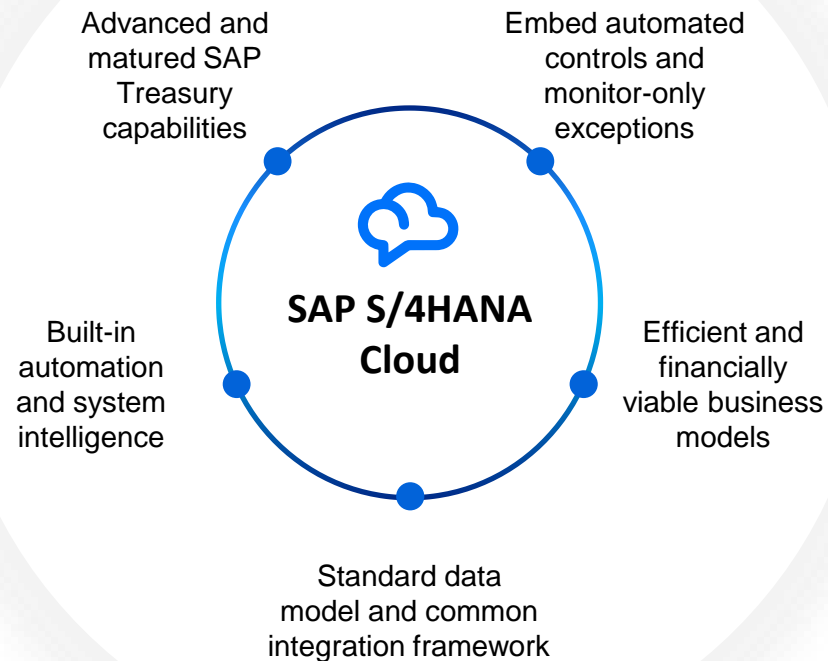 Advanced and
matured SAP
Treasury
capabilities
Embed automated
controls and
monitor-only
exceptions
SAP S/4HANA
Cloud
Built-in
automation
and system
intelligence
Efficient and
financially
viable business
models
Standard data
model and common
integration framework